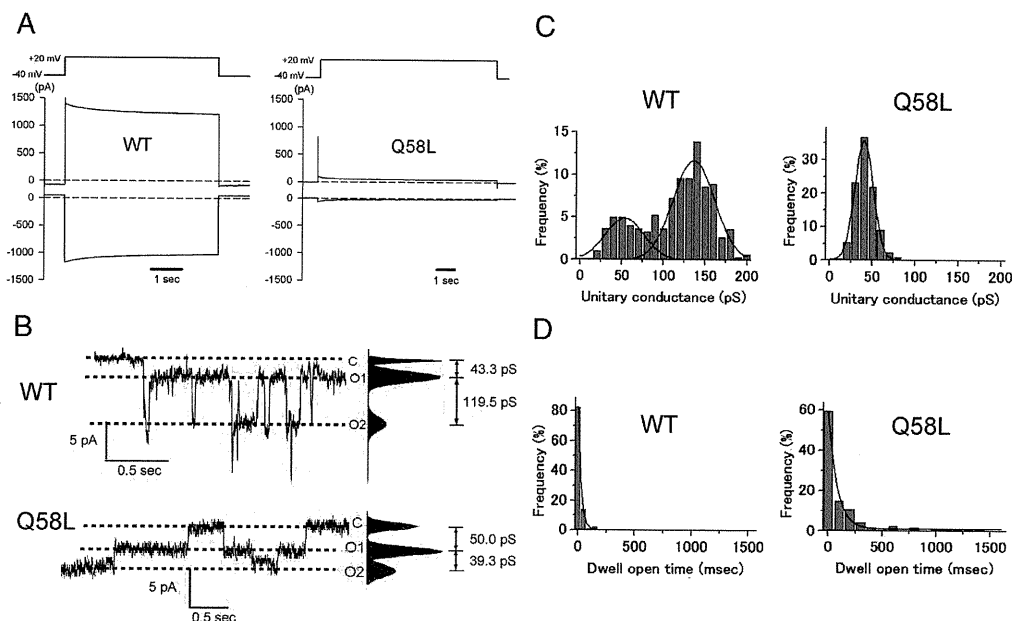 A
+20 mV
-40 mV
(pA)
1500
1000
500
0
0
-500
-1000
-1500
WT
1 sec
+20 mV
-40 mV
(pA)
1500
1000
500
0
0
-500
-1000
-1500
Q58L
1 sec
B
WT
C
O1
O2
43.3 pS
119.5 pS
5 pA
0.5 sec
Q58L
C
O1
O2
50.0 pS
39.3 pS
5 pA
0.5 sec
C
WT
Frequency (%)
15
10
5
0
0 50 100 150 200
Unitary conductance (pS)
Q58L
Frequency (%)
30
20
10
0
0 50 100 150 200
Unitary conductance (pS)
D
WT
Frequency (%)
80
60
40
20
0
0 500 1000 1500
Dwell open time (msec)
Q58L
Frequency (%)
60
40
20
0
0 500 1000 1500
Dwell open time (msec)